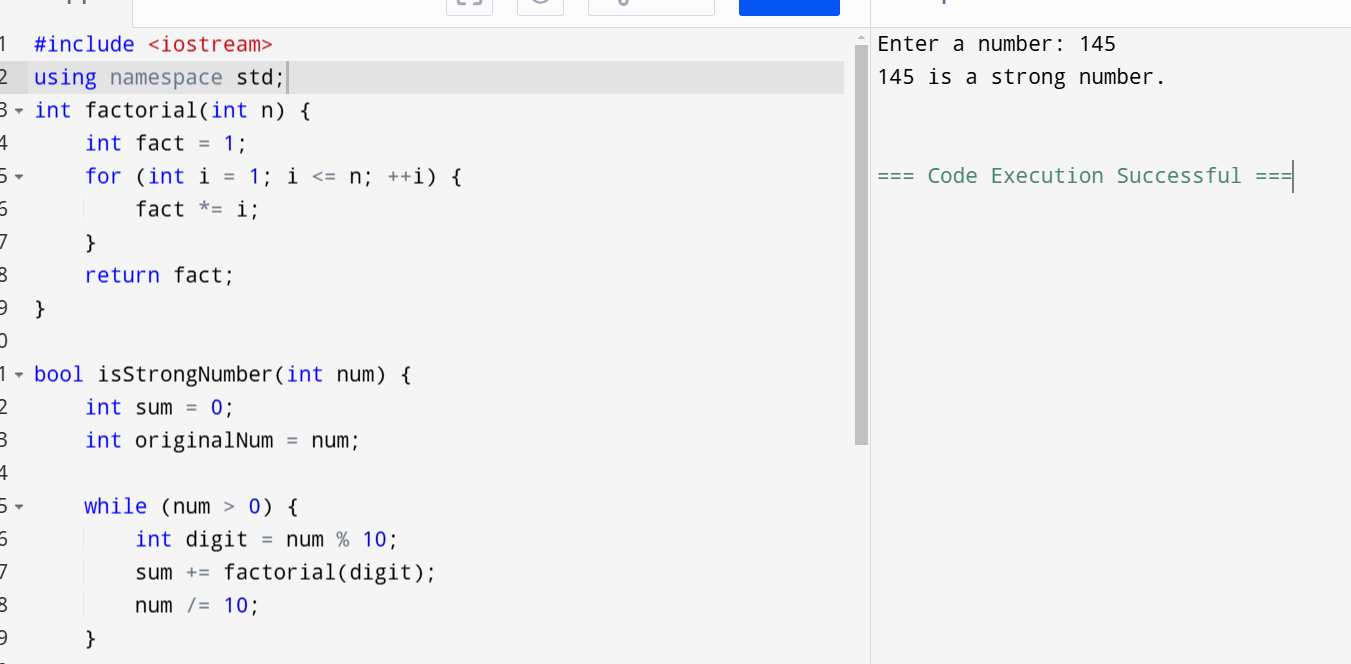 1 #include <iostream>
2 using namespace std;
3 int factorial(int n) {
4     int fact = 1;
5     for (int i = 1; i <= n; ++i) {
6         fact *= i;
7     }
8     return fact;
9 }
0
1 bool isStrongNumber(int num) {
2     int sum = 0;
3     int originalNum = num;
4
5     while (num > 0) {
6         int digit = num % 10;
7         sum += factorial(digit);
8         num /= 10;
9     }
Enter a number: 145
145 is a strong number.
=== Code Execution Successful ===